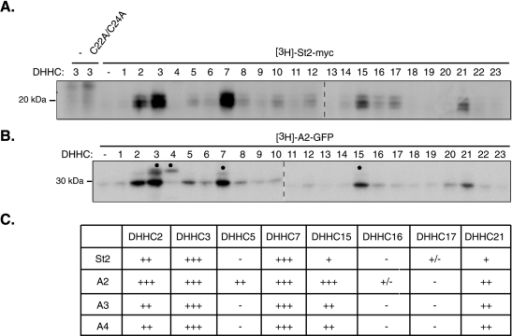 A.
- C22A/C24A [³H]-St2-myc
DHHC: 3 3 - 1 2 3 4 5 6 7 8 9 10 11 12 13 14 15 16 17 18 19 20 21 22 23
20 kDa
B.
[³H]-A2-GFP
DHHC: - 1 2 3 4 5 6 7 8 9 10 11 12 13 14 15 16 17 18 19 20 21 22 23
30 kDa
C.
DHHC2 DHHC3 DHHC5 DHHC7 DHHC15 DHHC16 DHHC17 DHHC21
St2 ++ +++ - +++ + - +/- +
A2 +++ +++ ++ +++ +++ +/- - ++
A3 ++ +++ - +++ ++ - - ++
A4 ++ +++ - +++ ++ - - ++